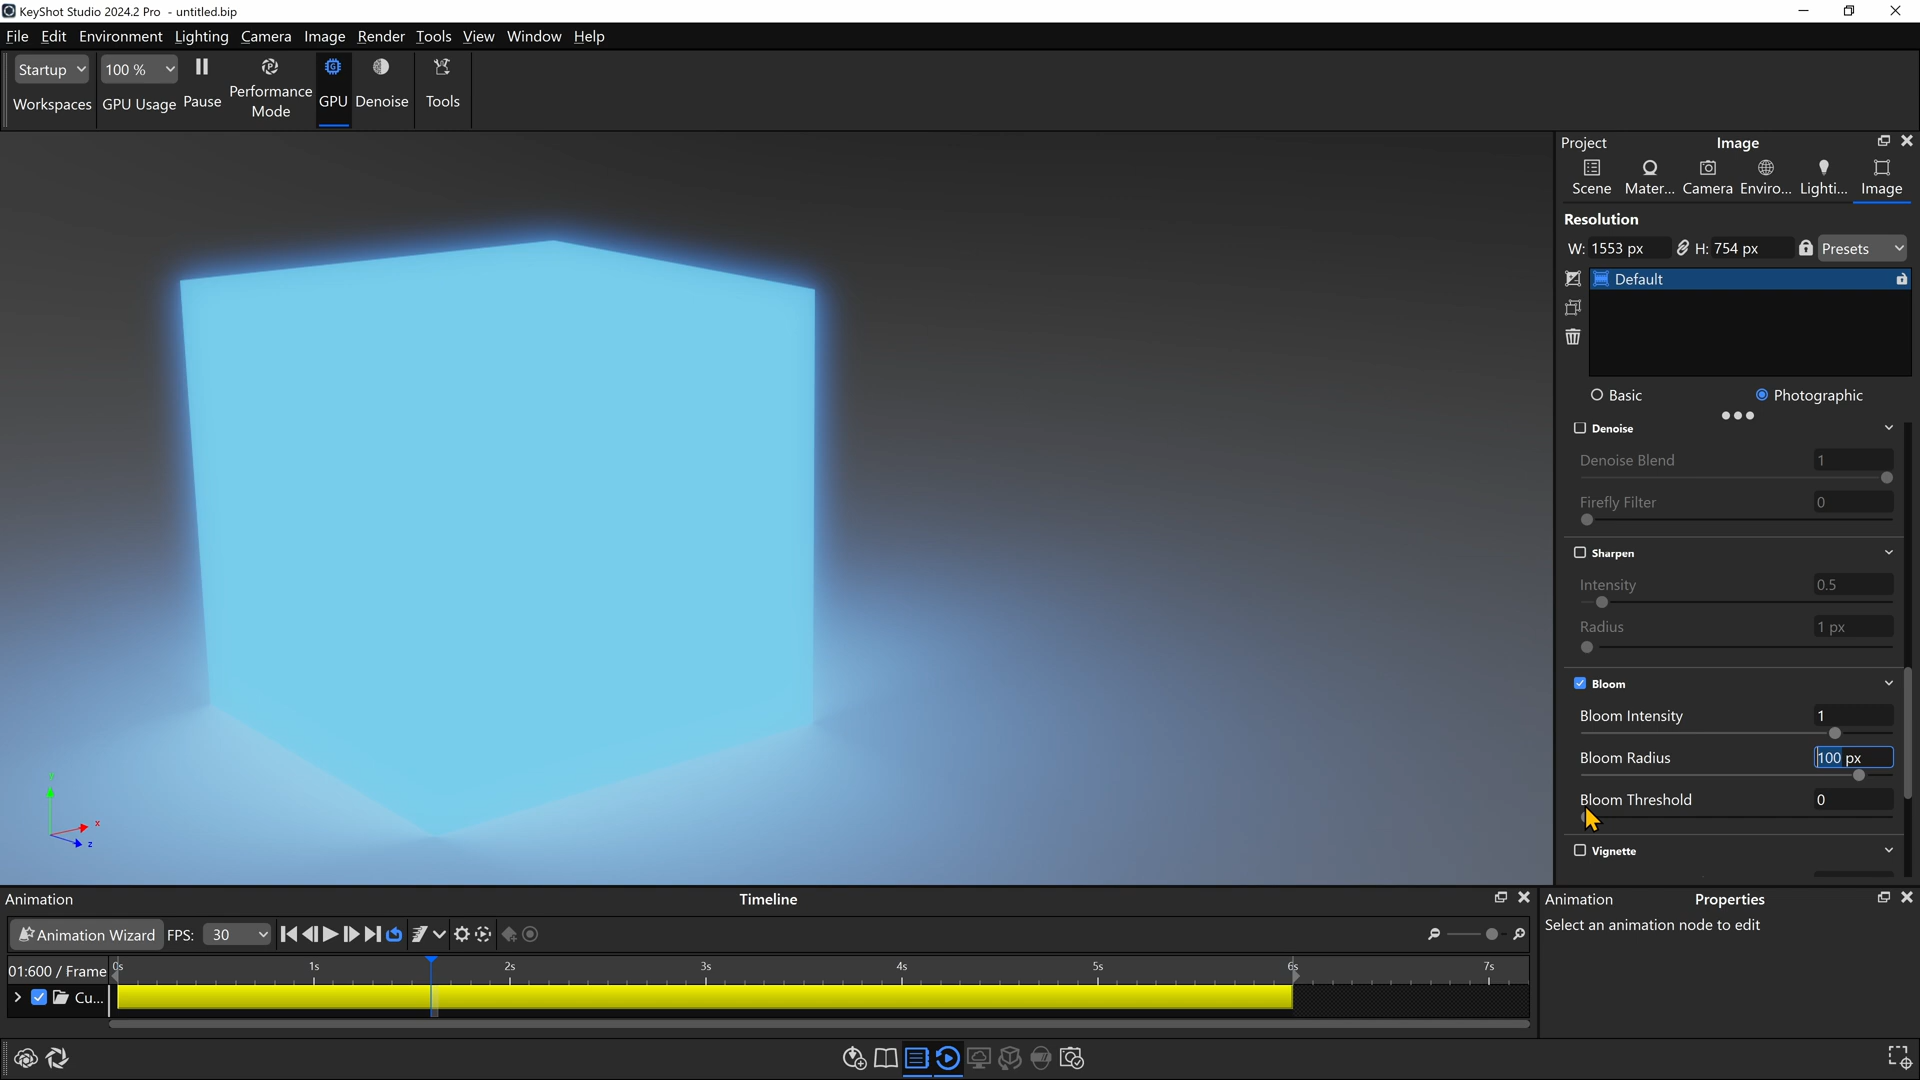 KeyShot Studio 2024.2 Pro - untitled.bip
File Edit Environment Lighting Camera Image Render Tools View Window Help
Startup 100 %
Workspaces GPU Usage Pause Performance Mode GPU Denoise Tools
Project Image
Scene Mater... Camera Enviro... Lighti... Image
Resolution
W: 1553 px H: 754 px Presets
Default
Basic Photographic
Denoise
Denoise Blend 1
Firefly Filter 0
Sharpen
Intensity 0.5
Radius 1 px
Bloom
Bloom Intensity 1
Bloom Radius 100 px
Bloom Threshold 0
Vignette
x
z
Animation Timeline
Animation Wizard FPS: 30
01:600 / Frame 0s 1s 2s 3s 4s 5s 6s 7s
Cu...
Animation Properties
Select an animation node to edit